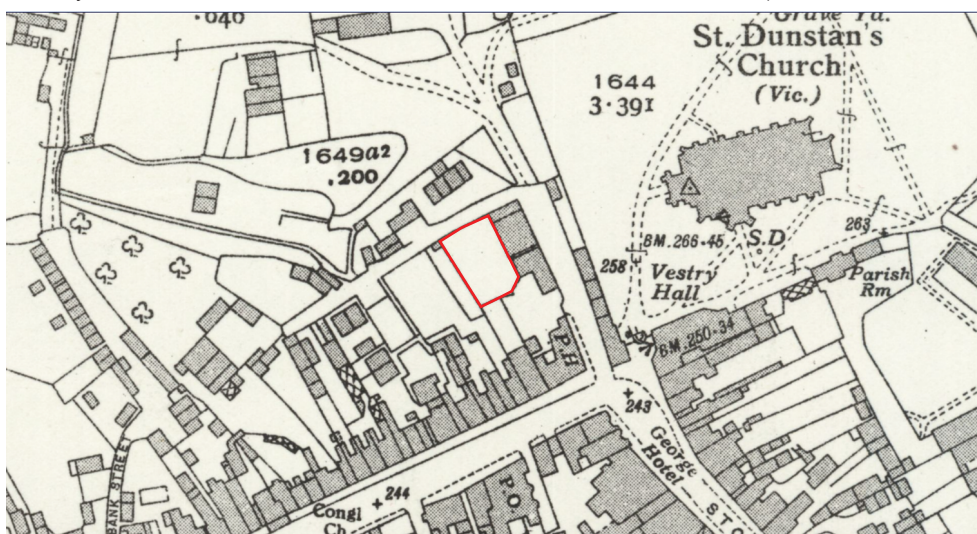 .040
Grave Yd.
St. Dunstan's
Church
(Vic.)
1644
3.391
1649a2
.200
B.M. 266.45
S.D
263
258
Vestry
Hall
Parish
Rm
B.M. 250.34
P.H
243
George
Hotel
244
Congl
Ch
P O
BANK STREET